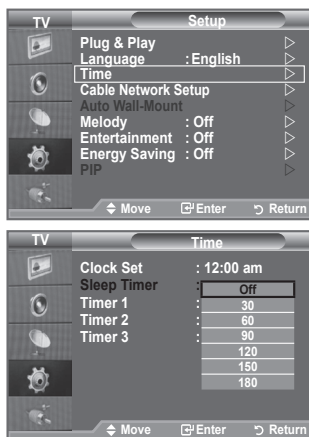 TV
Setup
Plug & Play
Language : English
Time
Cable Network Setup
Auto Wall-Mount
Melody : Off
Entertainment : Off
Energy Saving : Off
PIP
Move Enter Return
TV
Time
Clock Set : 12:00 am
Sleep Timer : Off
Timer 1 : 30
Timer 2 : 60
Timer 3 : 90
120
150
180
Move Enter Return